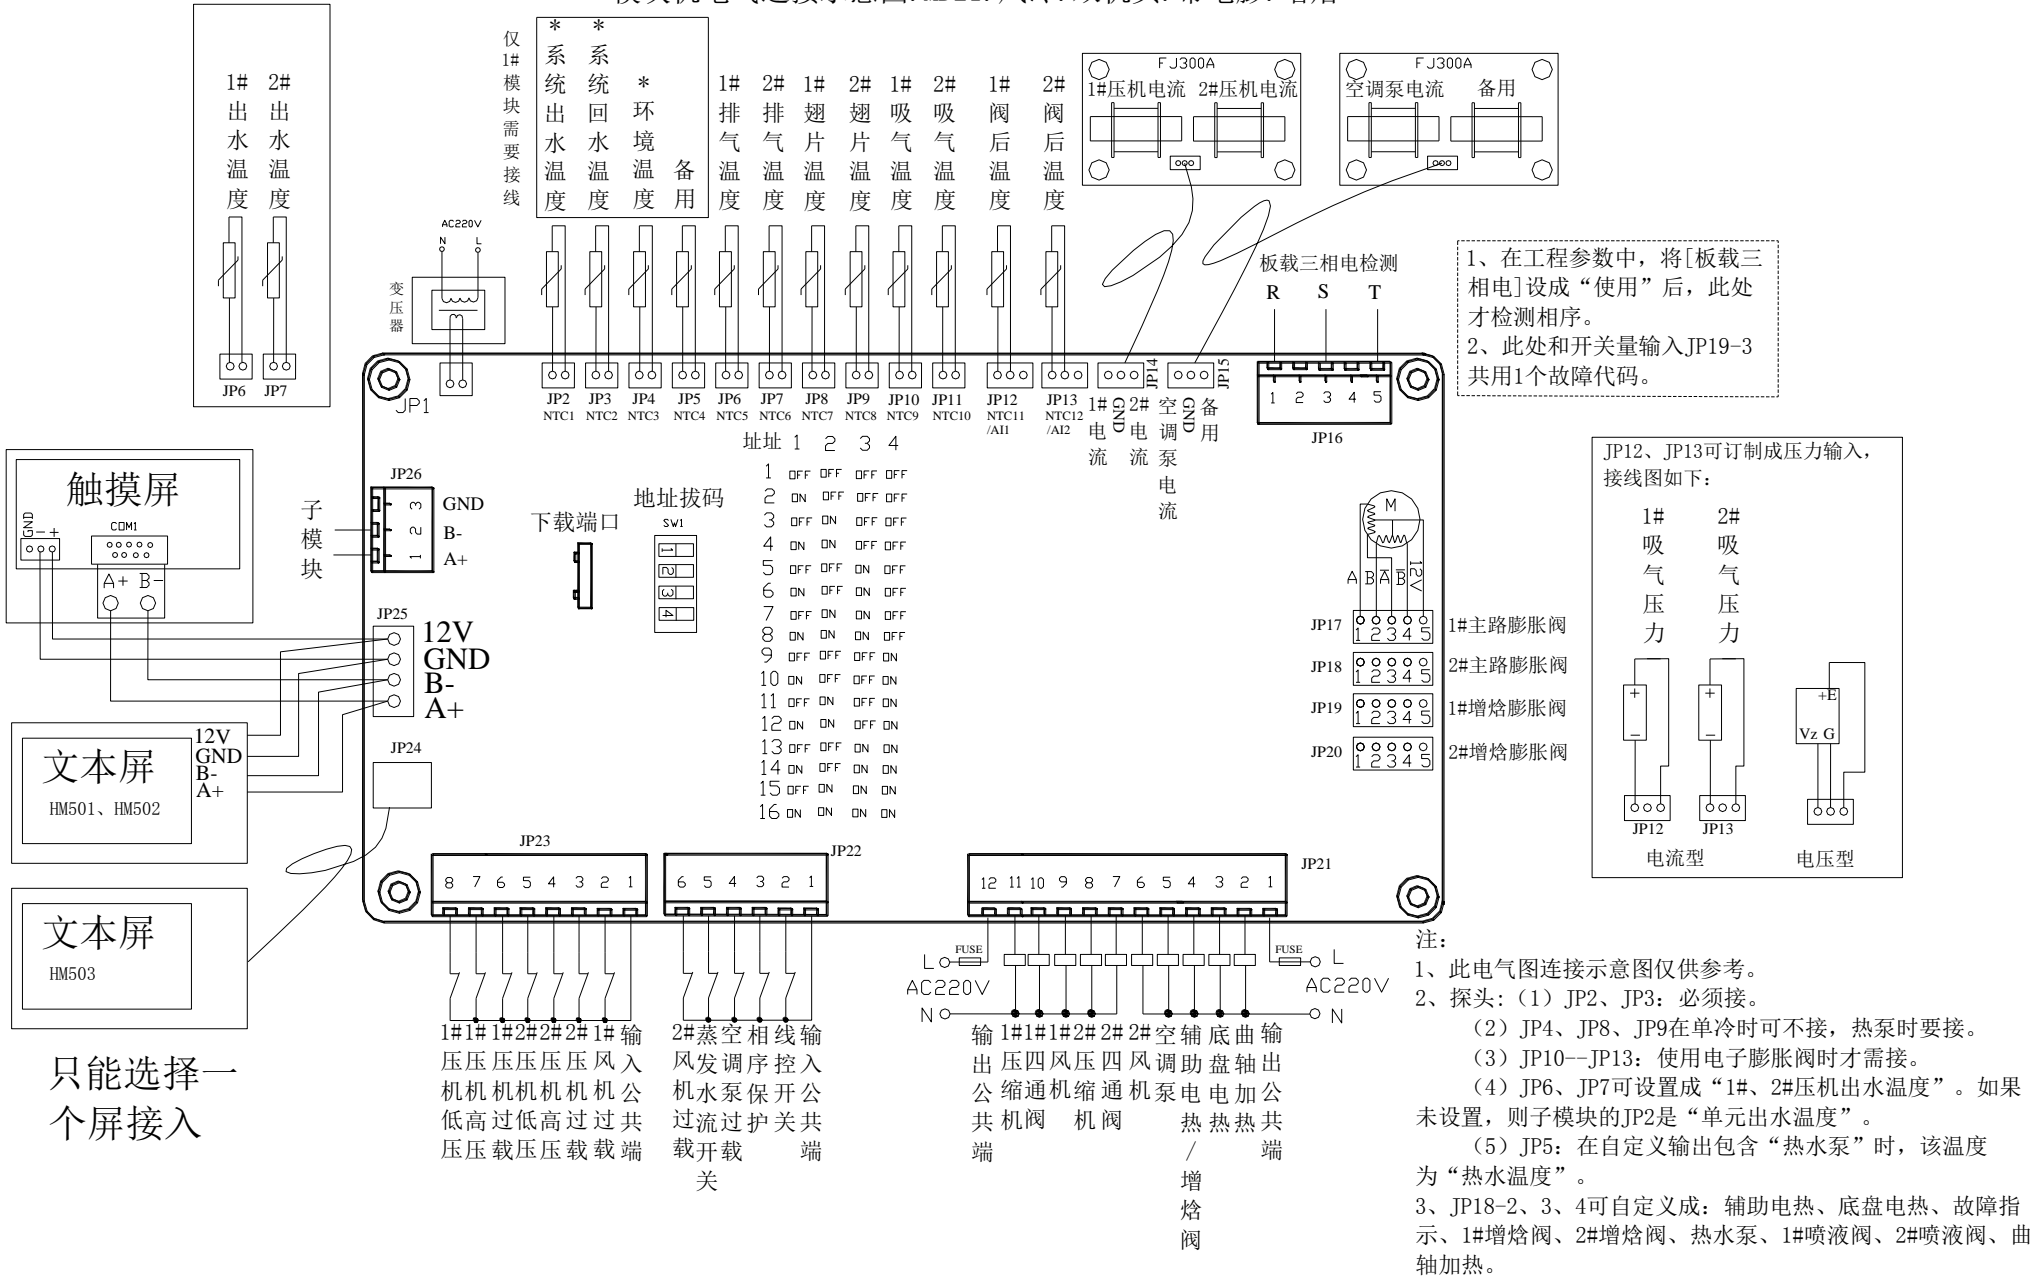 1#出水温度
2#出水温度
JP6
JP7
仅1#模块需要接线
*系统出水温度
*系统回水温度
*环境温度
备用
1#排气温度
2#排气温度
1#翅片温度
2#翅片温度
1#吸气温度
2#吸气温度
1#阀后温度
2#阀后温度
FJ300A
1#压机电流
2#压机电流
FJ300A
空调泵电流
备用
AC220V
N
L
变压器
板载三相电检测
R
S
T
1、在工程参数中，将[板载三
相电]设成“使用”后，此处
才检测相序。
2、此处和开关量输入JP19-3
共用1个故障代码。
JP1
JP2
NTC1
JP3
NTC2
JP4
NTC3
JP5
NTC4
JP6
NTC5
JP7
NTC6
JP8
NTC7
JP9
NTC8
JP10
NTC9
JP11
NTC10
JP12
NTC11
/AI1
JP13
NTC12
/AI2
JP14
1#电流
GND
2#电流
JP15
空调泵电流
GND
备用
1 2 3 4 5
JP16
址址 1 2 3 4
1 OFF OFF OFF OFF
2 ON OFF OFF OFF
3 OFF ON OFF OFF
4 ON ON OFF OFF
5 OFF OFF ON OFF
6 ON OFF ON OFF
7 OFF ON ON OFF
8 ON ON ON OFF
9 OFF OFF OFF ON
10 ON OFF OFF ON
11 OFF ON OFF ON
12 ON ON OFF ON
13 OFF OFF ON ON
14 ON OFF ON ON
15 OFF ON ON ON
16 ON ON ON ON
地址拔码
SW1
1
2
3
4
下载端口
触摸屏
GND
-
+
COM1
A+ B-
子模块
JP26
3 GND
2 B-
1 A+
JP25
12V
GND
B-
A+
JP24
文本屏
HM501、HM502
12V
GND
B-
A+
文本屏
HM503
只能选择一
个屏接入
M
A B A B 12V
JP17
1 2 3 4 5
1#主路膨胀阀
JP18
1 2 3 4 5
2#主路膨胀阀
JP19
1 2 3 4 5
1#增焓膨胀阀
JP20
1 2 3 4 5
2#增焓膨胀阀
JP12、JP13可订制成压力输入，
接线图如下：
1#吸气压力
2#吸气压力
+
-
+
-
+E
Vz G
JP12
JP13
电流型
电压型
JP23
8 7 6 5 4 3 2 1
1#压机低压
1#压机高压
1#压机过载
2#压机低压
2#压机高压
2#压机过载
1#风机过载
输入公共端
JP22
6 5 4 3 2 1
2#风机过载
蒸发水流开关
空调泵过载
相序保护
线控开关
输入公共端
JP21
12 11 10 9 8 7 6 5 4 3 2 1
L
FUSE
AC220V
N
FUSE
L
AC220V
N
输出公共端
1#压缩机
1#四通阀
1#风机
2#压缩机
2#四通阀
2#风机
空调泵
辅助电热/增焓阀
底盘电热
曲轴加热
输出公共端
注：
1、此电气图连接示意图仅供参考。
2、探头：（1）JP2、JP3：必须接。
（2）JP4、JP8、JP9在单冷时可不接，热泵时要接。
（3）JP10--JP13：使用电子膨胀阀时才需接。
（4）JP6、JP7可设置成“1#、2#压机出水温度”。如果
未设置，则子模块的JP2是“单元出水温度”。
（5）JP5：在自定义输出包含“热水泵”时，该温度
为“热水温度”。
3、JP18-2、3、4可自定义成：辅助电热、底盘电热、故障指
示、1#增焓阀、2#增焓阀、热水泵、1#喷液阀、2#喷液阀、曲
轴加热。